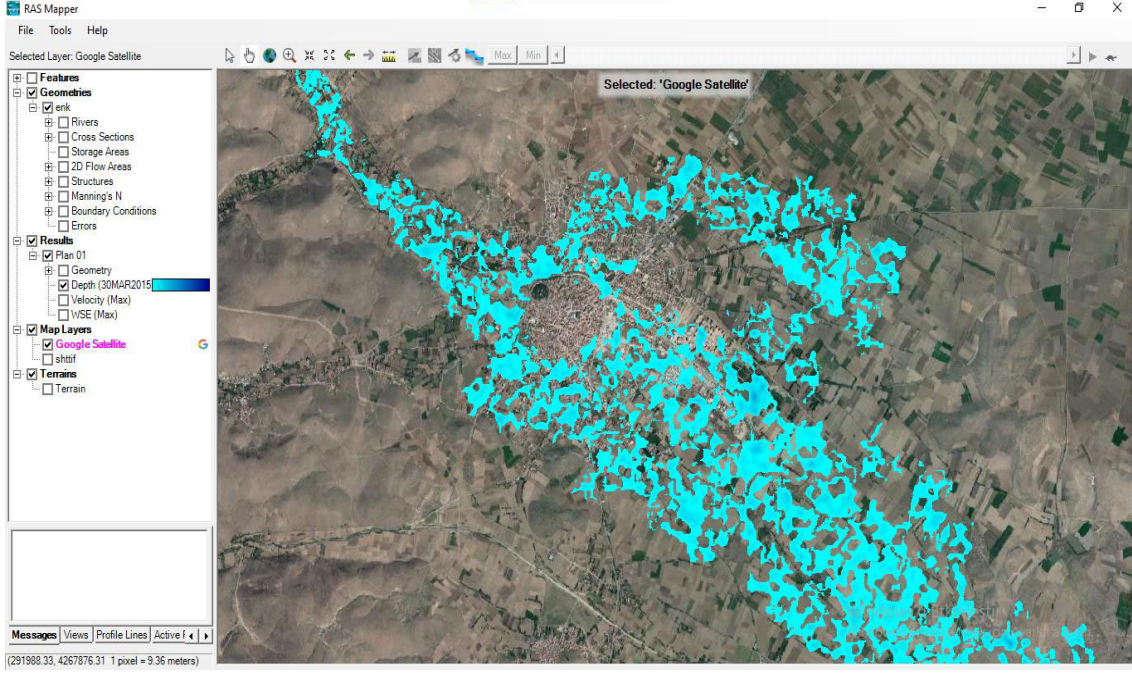 RAS Mapper
File Tools Help
Selected Layer: Google Satellite
Max Min
Selected: 'Google Satellite'
Features
Geometries
enk
Rivers
Cross Sections
Storage Areas
2D Flow Areas
Structures
Manning's N
Boundary Conditions
Errors
Results
Plan 01
Geometry
Depth (30MAR2015
Velocity (Max)
WSE (Max)
Map Layers
Google Satellite G
shttif
Terrains
Terrain
Messages Views Profile Lines Active
(291988.33, 4267876.31 1 pixel = 9.36 meters)